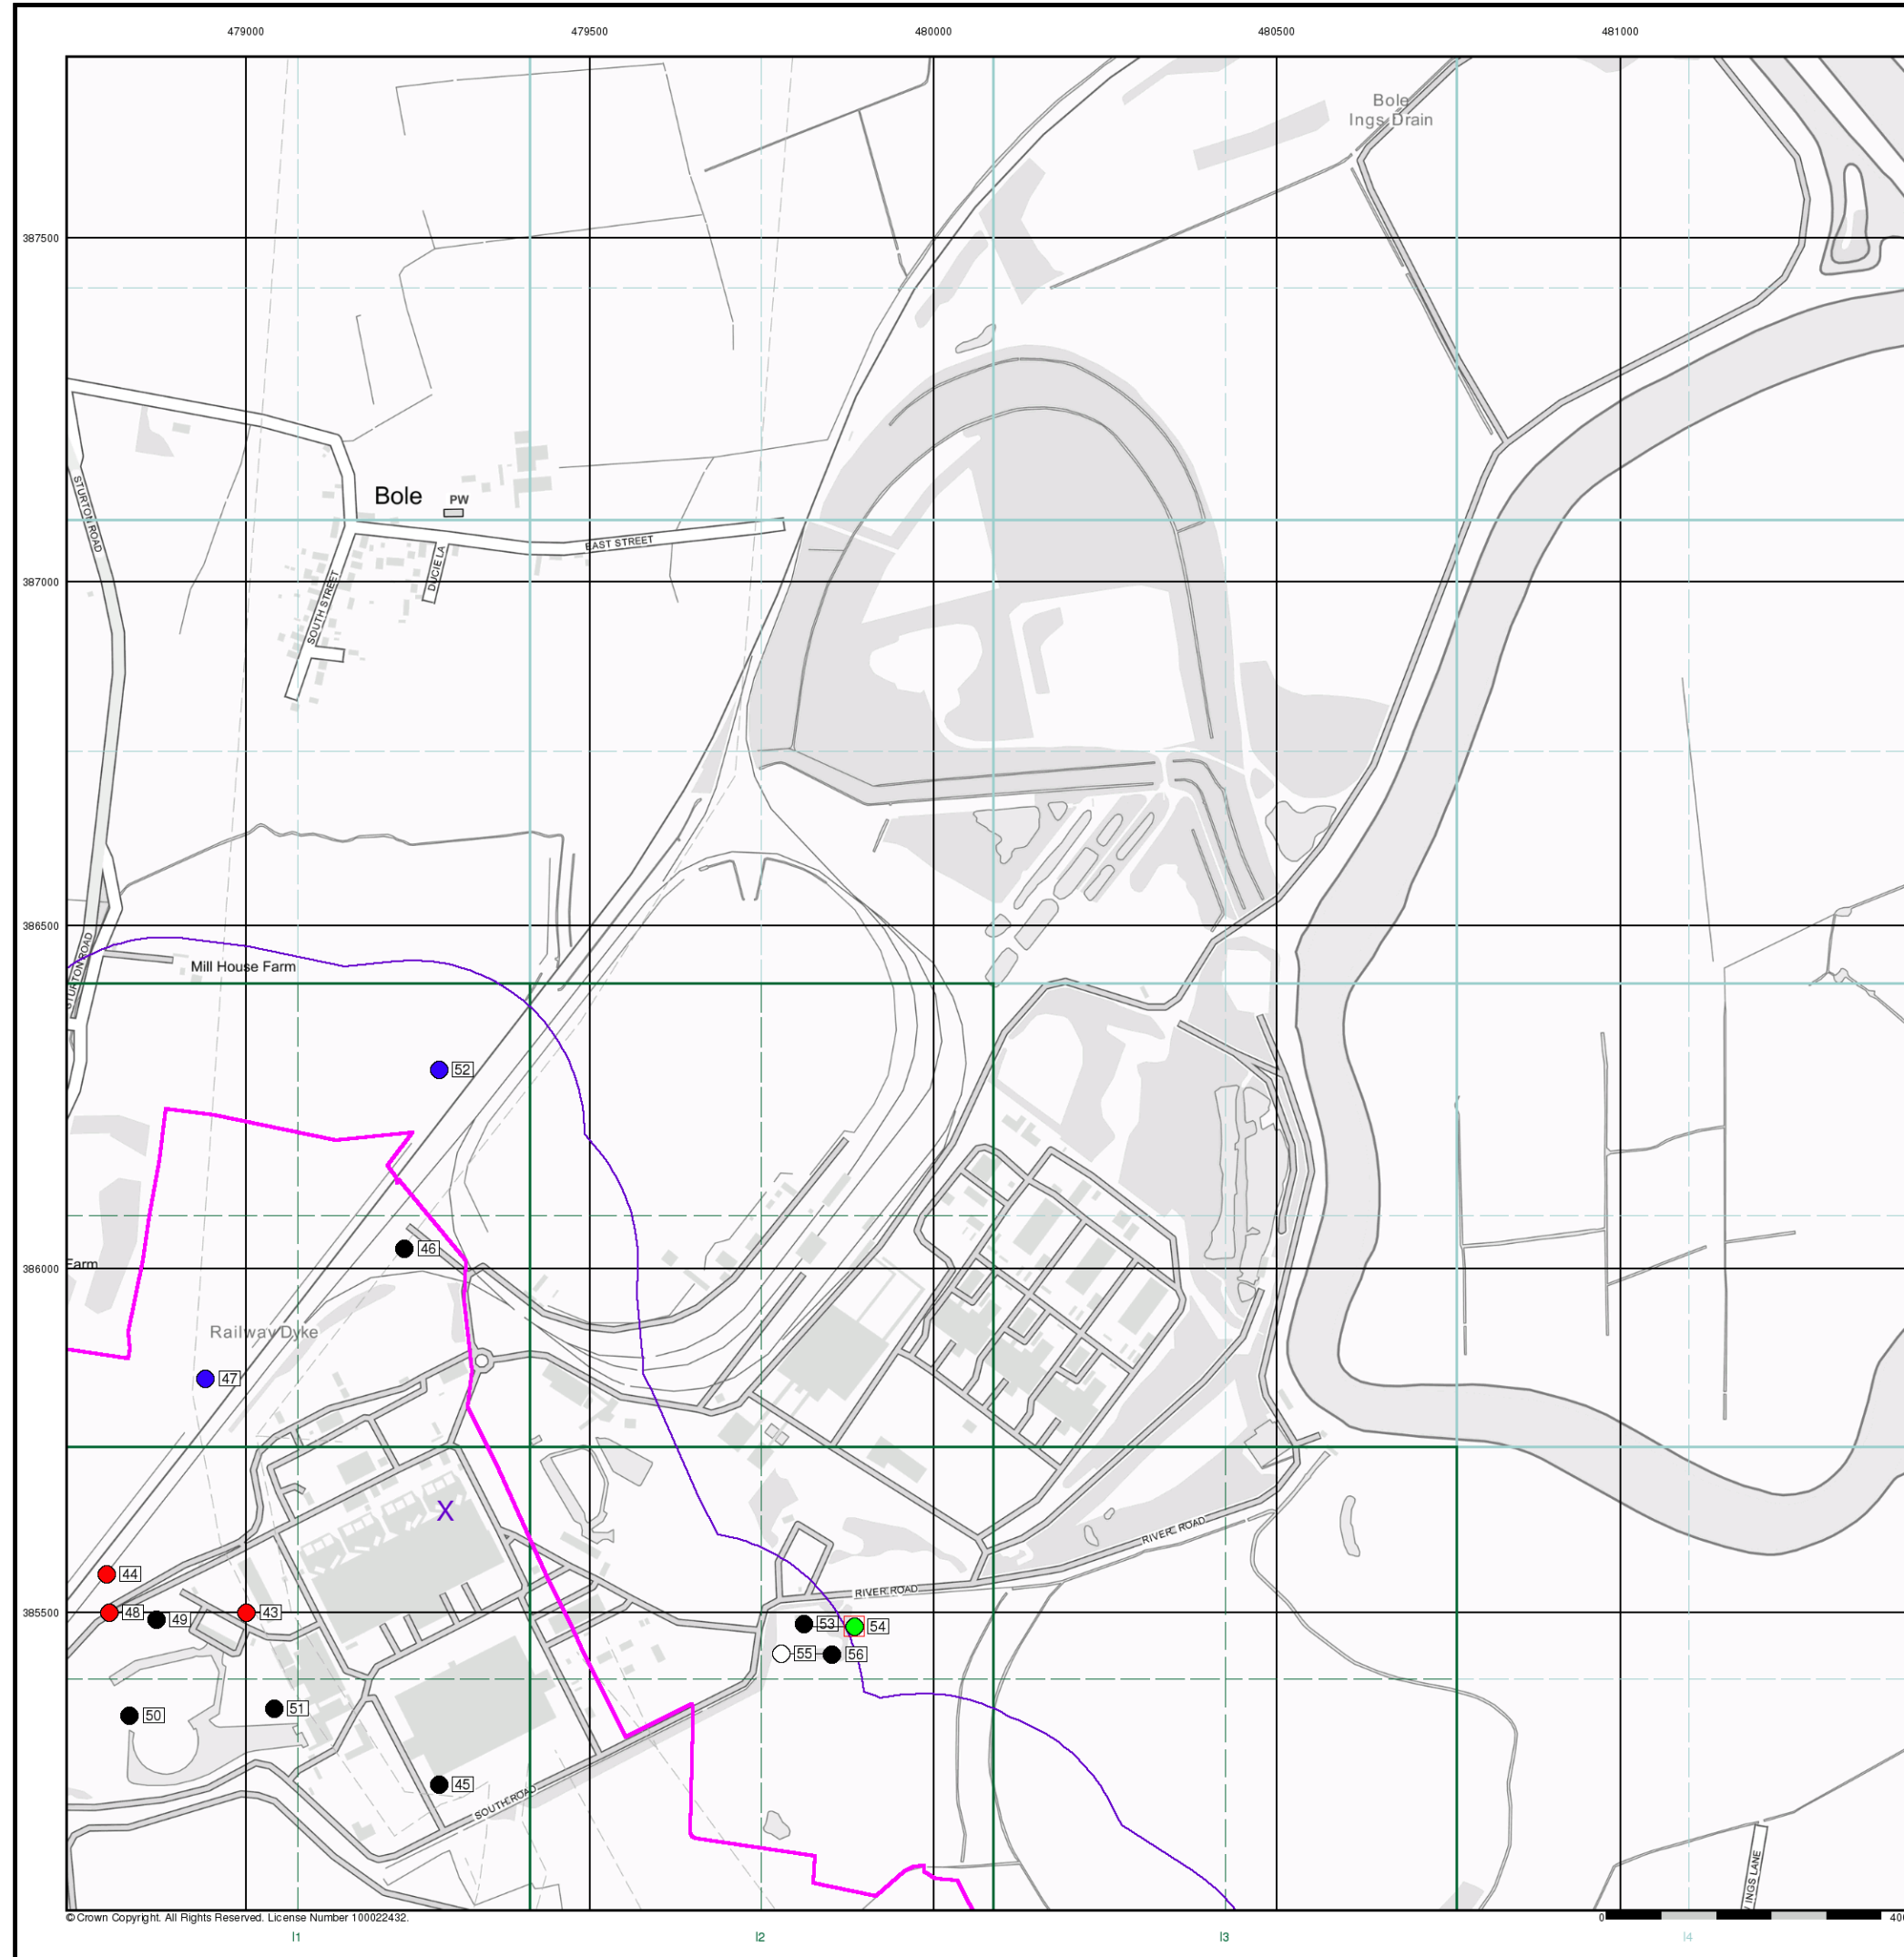 479000
479500
480000
480500
481000
Bole
Ings Drain
387500
STURTON ROAD
Bole
PW
EAST STREET
DUCIE LA
SOUTH STREET
387000
386500
STURTON ROAD
Mill House Farm
52
46
386000
Farm
Railway Dyke
47
X
RIVER ROAD
44
RIVER ROAD
385500
48
49
43
53
54
55
56
50
51
45
SOUTH ROAD
INGS LANE
© Crown Copyright. All Rights Reserved. License Number 100022432.
0
I1
I2
I3
I4